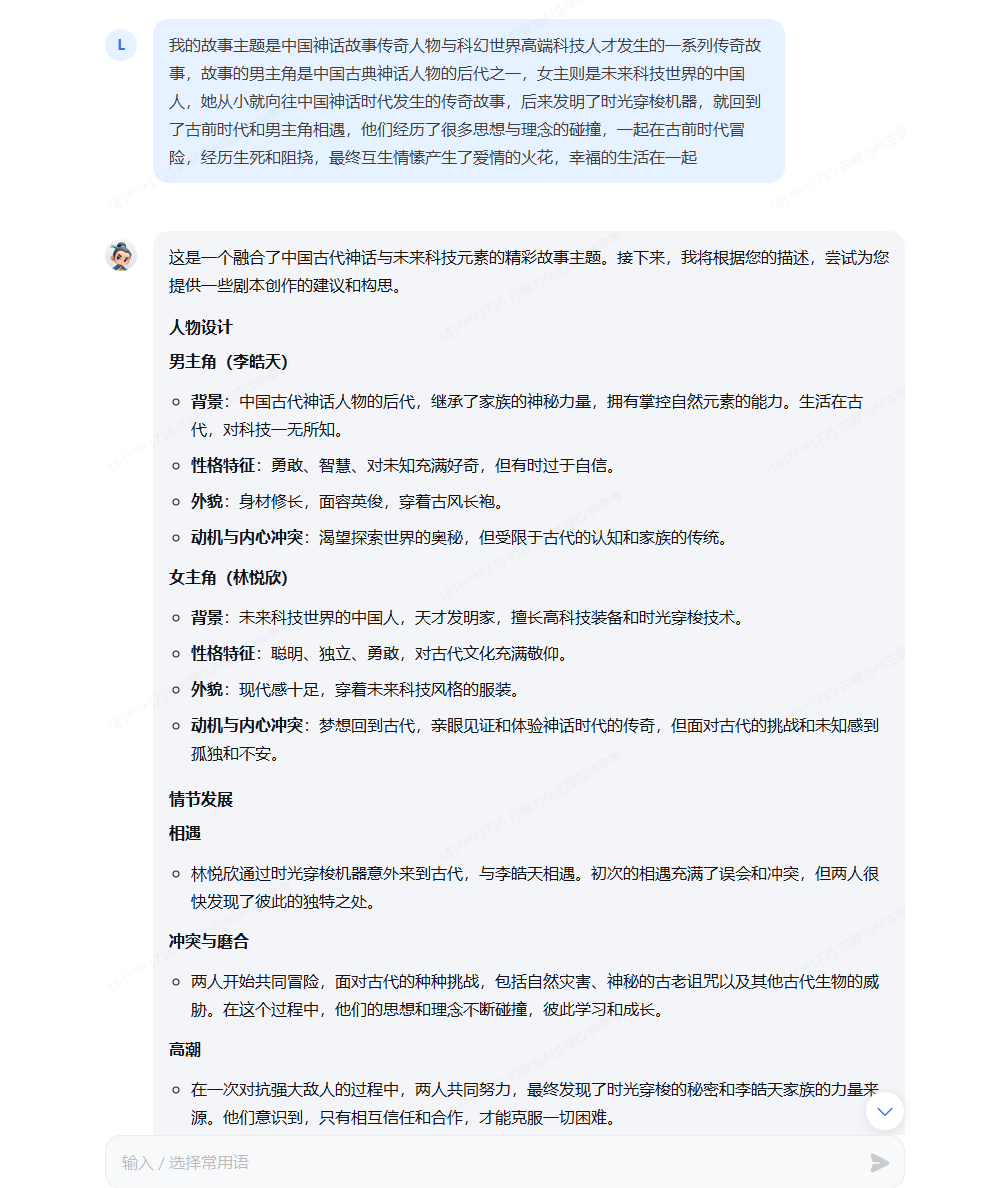 L
我的故事主题是中国神话故事传奇人物与科幻世界高端科技人才发生的一系列传奇故
事，故事的男主角是中国古典神话人物的后代之一，女主则是未来科技世界的中国
人，她从小就向往中国神话时代发生的传奇故事，后来发明了时光穿梭机器，就回到
了古前时代和男主角相遇，他们经历了很多思想与理念的碰撞，一起在古前时代冒
险，经历生死和阻挠，最终互生情愫产生了爱情的火花，幸福的生活在一起
这是一个融合了中国古代神话与未来科技元素的精彩故事主题。接下来，我将根据您的描述，尝试为您
提供一些剧本创作的建议和构思。
人物设计
男主角（李皓天）
背景：中国古代神话人物的后代，继承了家族的神秘力量，拥有掌控自然元素的能力。生活在古
代，对科技一无所知。
性格特征：勇敢、智慧、对未知充满好奇，但有时过于自信。
外貌：身材修长，面容英俊，穿着古风长袍。
动机与内心冲突：渴望探索世界的奥秘，但受限于古代的认知和家族的传统。
女主角（林悦欣）
背景：未来科技世界的中国人，天才发明家，擅长高科技装备和时光穿梭技术。
性格特征：聪明、独立、勇敢，对古代文化充满敬仰。
外貌：现代感十足，穿着未来科技风格的服装。
动机与内心冲突：梦想回到古代，亲眼见证和体验神话时代的传奇，但面对古代的挑战和未知感到
孤独和不安。
情节发展
相遇
林悦欣通过时光穿梭机器意外来到古代，与李皓天相遇。初次的相遇充满了误会和冲突，但两人很
快发现了彼此的独特之处。
冲突与磨合
两人开始共同冒险，面对古代的种种挑战，包括自然灾害、神秘的古老诅咒以及其他古代生物的威
胁。在这个过程中，他们的思想和理念不断碰撞，彼此学习和成长。
高潮
在一次对抗强大敌人的过程中，两人共同努力，最终发现了时光穿梭的秘密和李皓天家族的力量来
源。他们意识到，只有相互信任和合作，才能克服一切困难。
输入 / 选择常用语